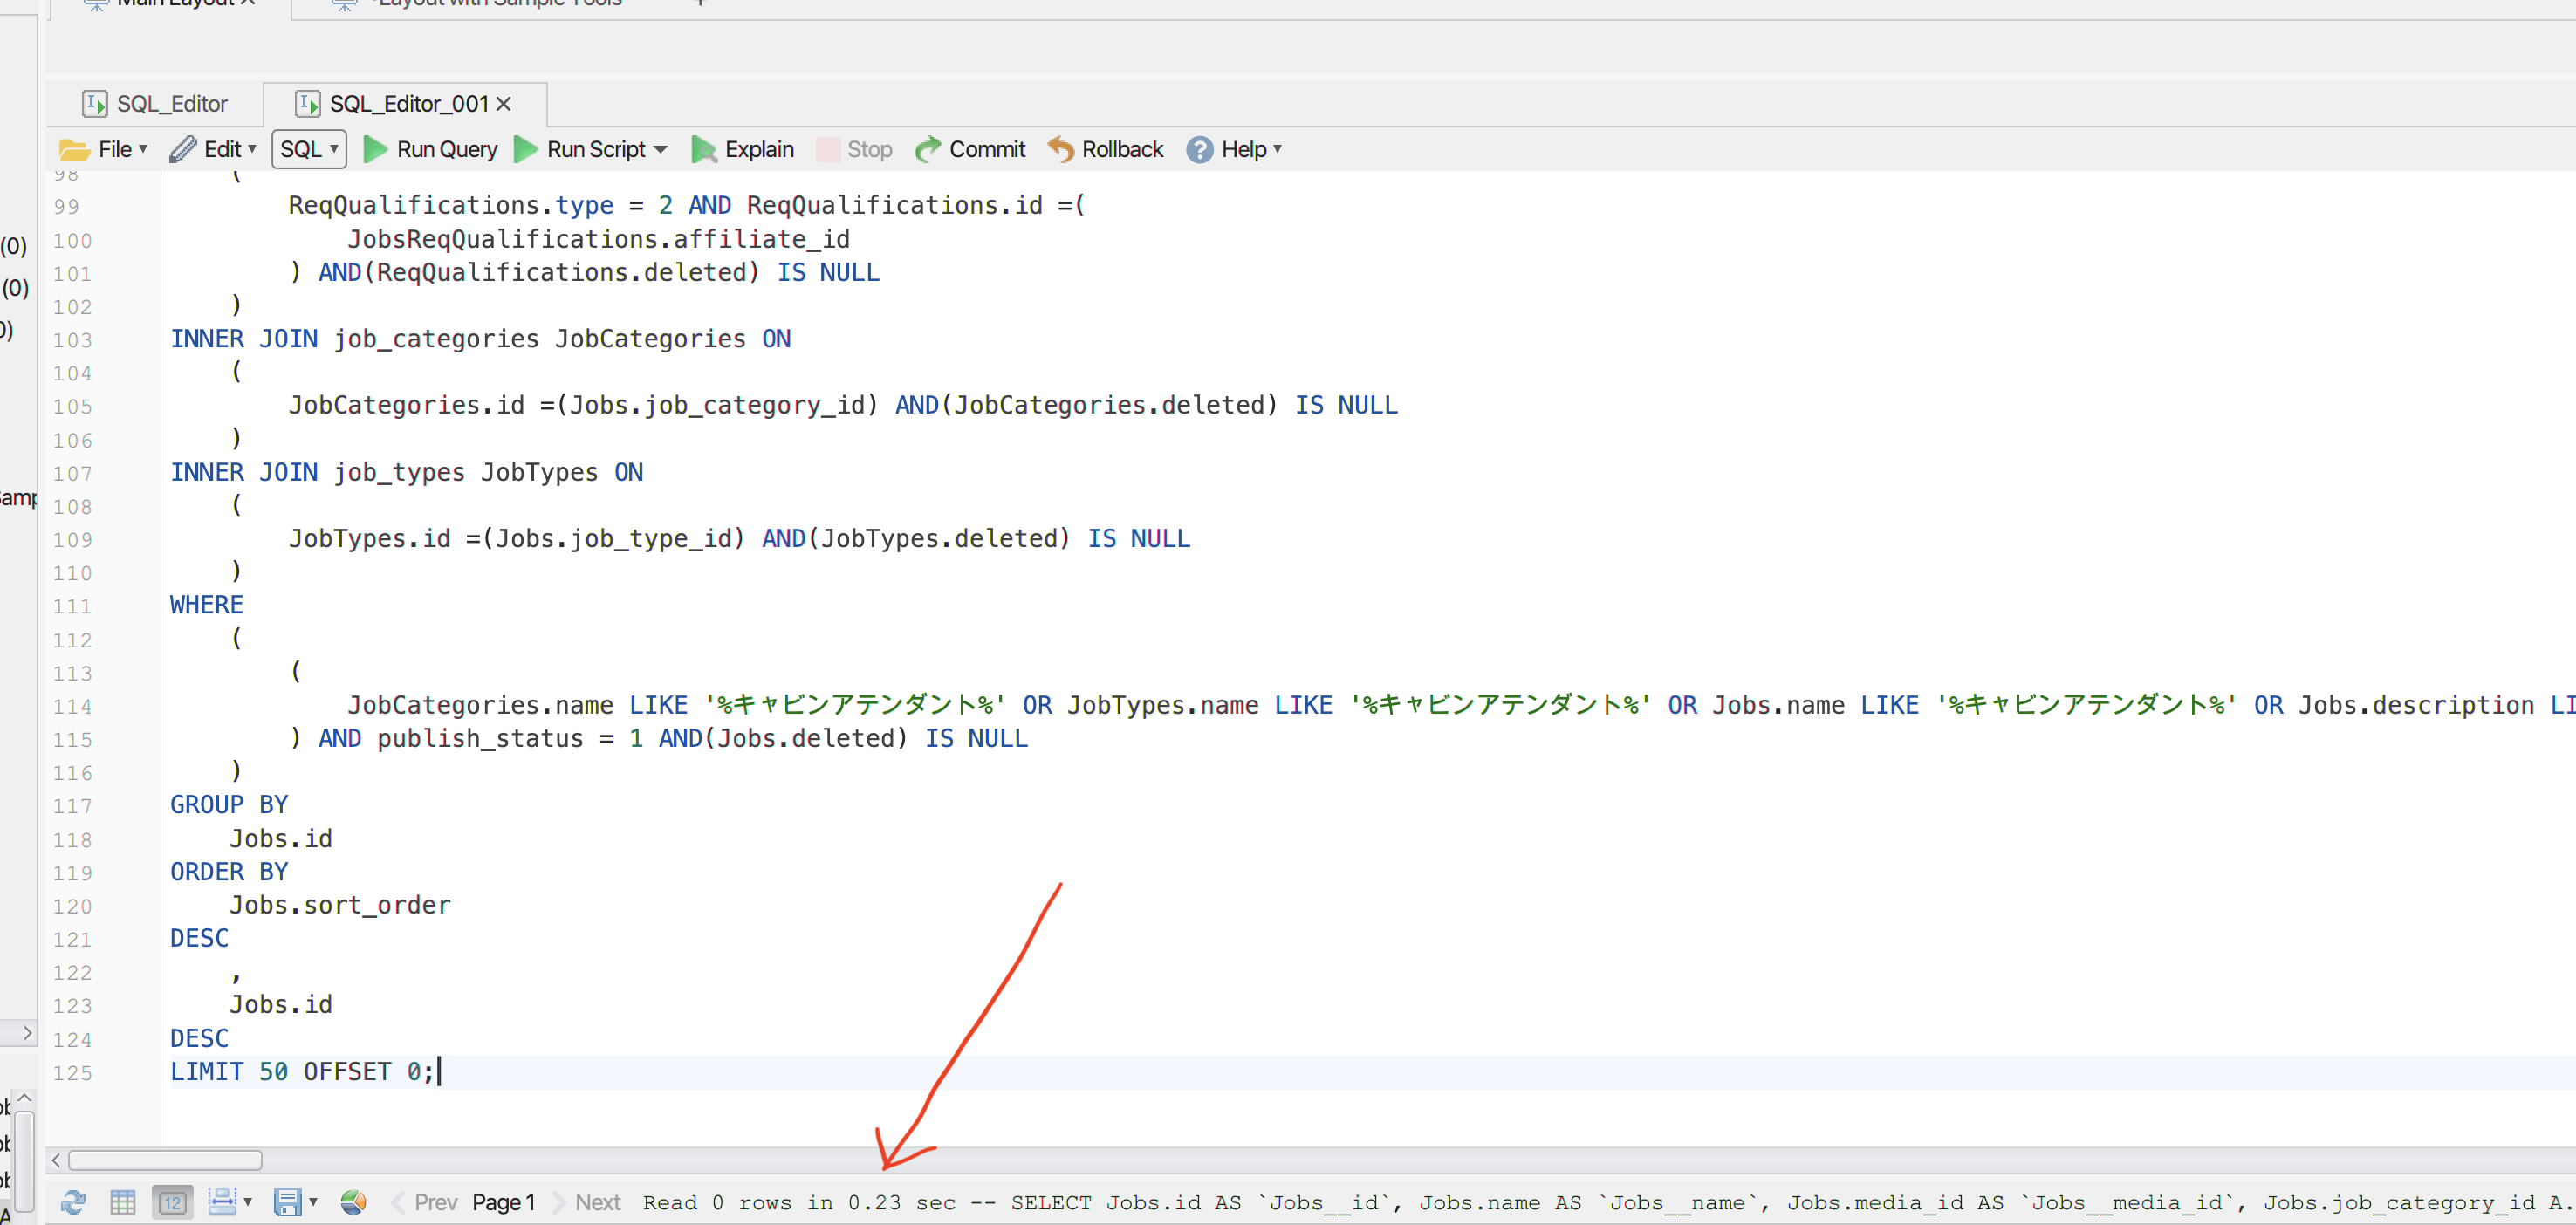 Main Layout
Layout with Sample Tools
SQL_Editor
SQL_Editor_001
File Edit SQL Run Query Run Script Explain Stop Commit Rollback Help
(0)
(0)
98 (
99 ReqQualifications.type = 2 AND ReqQualifications.id =(
100 JobsReqQualifications.affiliate_id
101 ) AND(ReqQualifications.deleted) IS NULL
102 )
103 INNER JOIN job_categories JobCategories ON
104 (
105 JobCategories.id =(Jobs.job_category_id) AND(JobCategories.deleted) IS NULL
106 )
107 INNER JOIN job_types JobTypes ON
108 (
109 JobTypes.id =(Jobs.job_type_id) AND(JobTypes.deleted) IS NULL
110 )
111 WHERE
112 (
113 (
114 JobCategories.name LIKE '%キャビンアテンダント%' OR JobTypes.name LIKE '%キャビンアテンダント%' OR Jobs.name LIKE '%キャビンアテンダント%' OR Jobs.description LI
115 ) AND publish_status = 1 AND(Jobs.deleted) IS NULL
116 )
117 GROUP BY
118 Jobs.id
119 ORDER BY
120 Jobs.sort_order
121 DESC
122 ,
123 Jobs.id
124 DESC
125 LIMIT 50 OFFSET 0;
12 Prev Page 1 Next Read 0 rows in 0.23 sec -- SELECT Jobs.id AS `Jobs__id`, Jobs.name AS `Jobs__name`, Jobs.media_id AS `Jobs__media_id`, Jobs.job_category_id A.